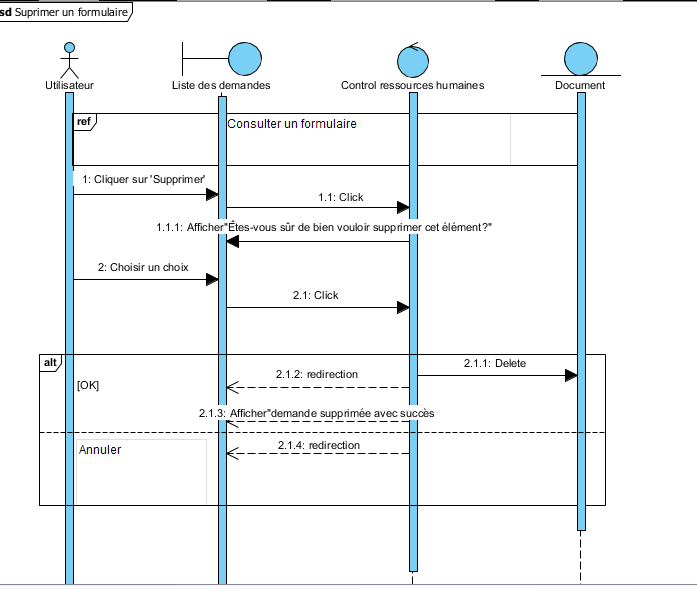 sd Suprimer un formulaire
Utilisateur
Liste des demandes
Control ressources humaines
Document
ref
Consulter un formulaire
1: Cliquer sur 'Supprimer'
1.1: Click
1.1.1: Afficher"Êtes-vous sûr de bien vouloir supprimer cet élément?"
2: Choisir un choix
2.1: Click
alt
2.1.1: Delete
2.1.2: redirection
[OK]
2.1.3: Afficher"demande supprimée avec succès
2.1.4: redirection
Annuler